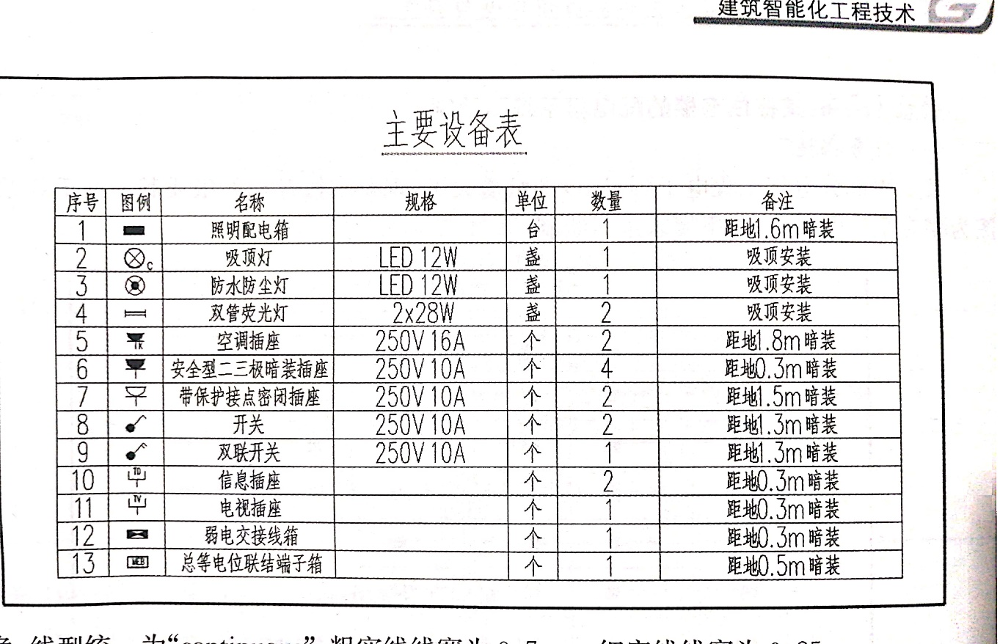 建筑智能化工程技术
主要设备表
序号 图例 名称 规格 单位 数量 备注
1 照明配电箱 台 1 距地1.6m暗装
2 C 吸顶灯 LED 12W 盏 1 吸顶安装
3 防水防尘灯 LED 12W 盏 1 吸顶安装
4 双管荧光灯 2x28W 盏 2 吸顶安装
5 TK 空调插座 250V 16A 个 2 距地1.8m暗装
6 安全型二三极暗装插座 250V 10A 个 4 距地0.3m暗装
7 带保护接点密闭插座 250V 10A 个 2 距地1.5m暗装
8 开关 250V 10A 个 2 距地1.3m暗装
9 双联开关 250V 10A 个 1 距地1.3m暗装
10 TD 信息插座 个 2 距地0.3m暗装
11 TV 电视插座 个 1 距地0.3m暗装
12 弱电交接线箱 个 1 距地0.3m暗装
13 MEB 总等电位联结端子箱 个 1 距地0.5m暗装
线型统一为“continuous”